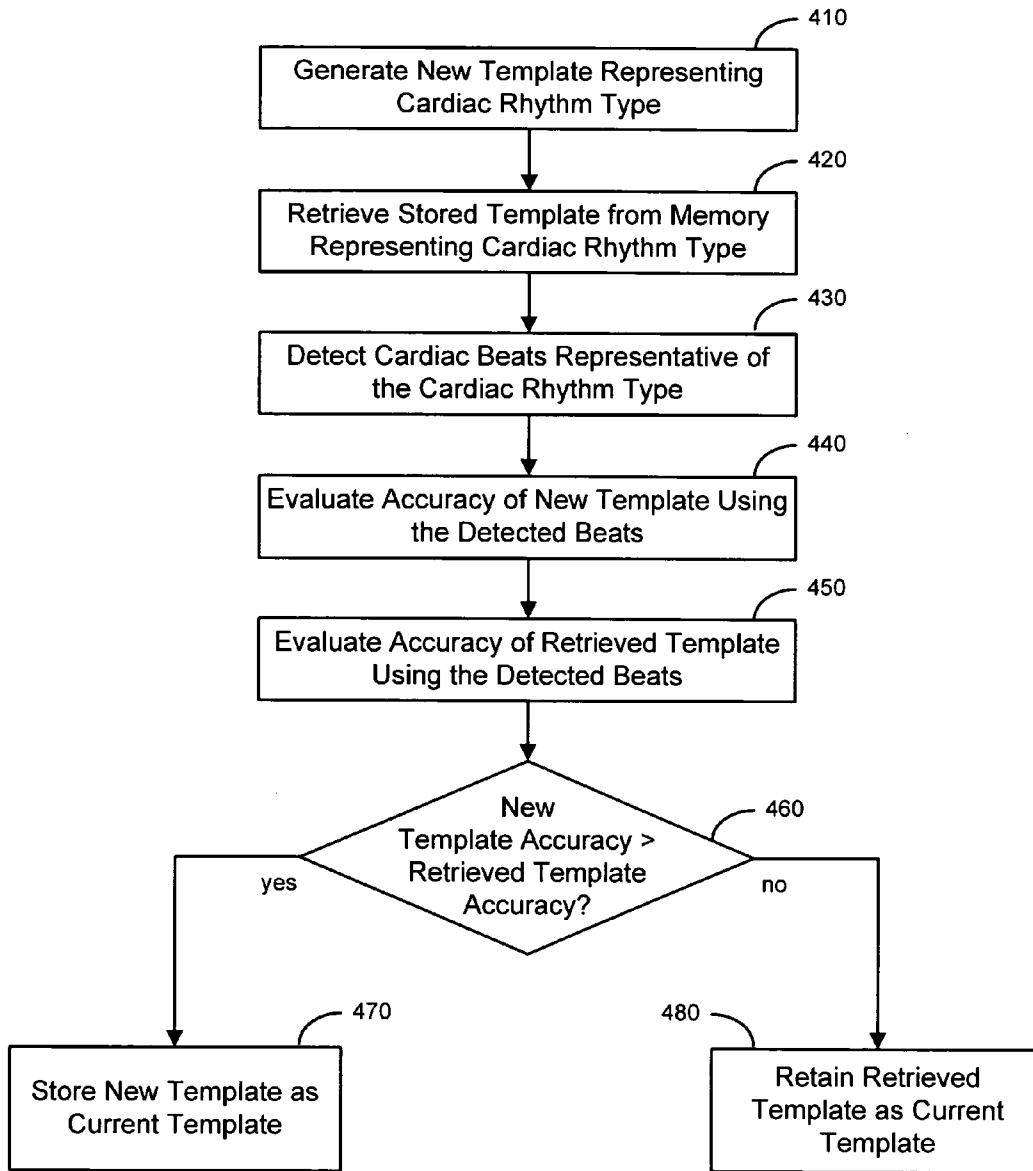 410
Generate New Template Representing
Cardiac Rhythm Type
420
Retrieve Stored Template from Memory
Representing Cardiac Rhythm Type
430
Detect Cardiac Beats Representative of
the Cardiac Rhythm Type
440
Evaluate Accuracy of New Template Using
the Detected Beats
450
Evaluate Accuracy of Retrieved Template
Using the Detected Beats
New
Template Accuracy >
Retrieved Template
Accuracy?
460
yes
no
470
Store New Template as
Current Template
480
Retain Retrieved
Template as Current
Template